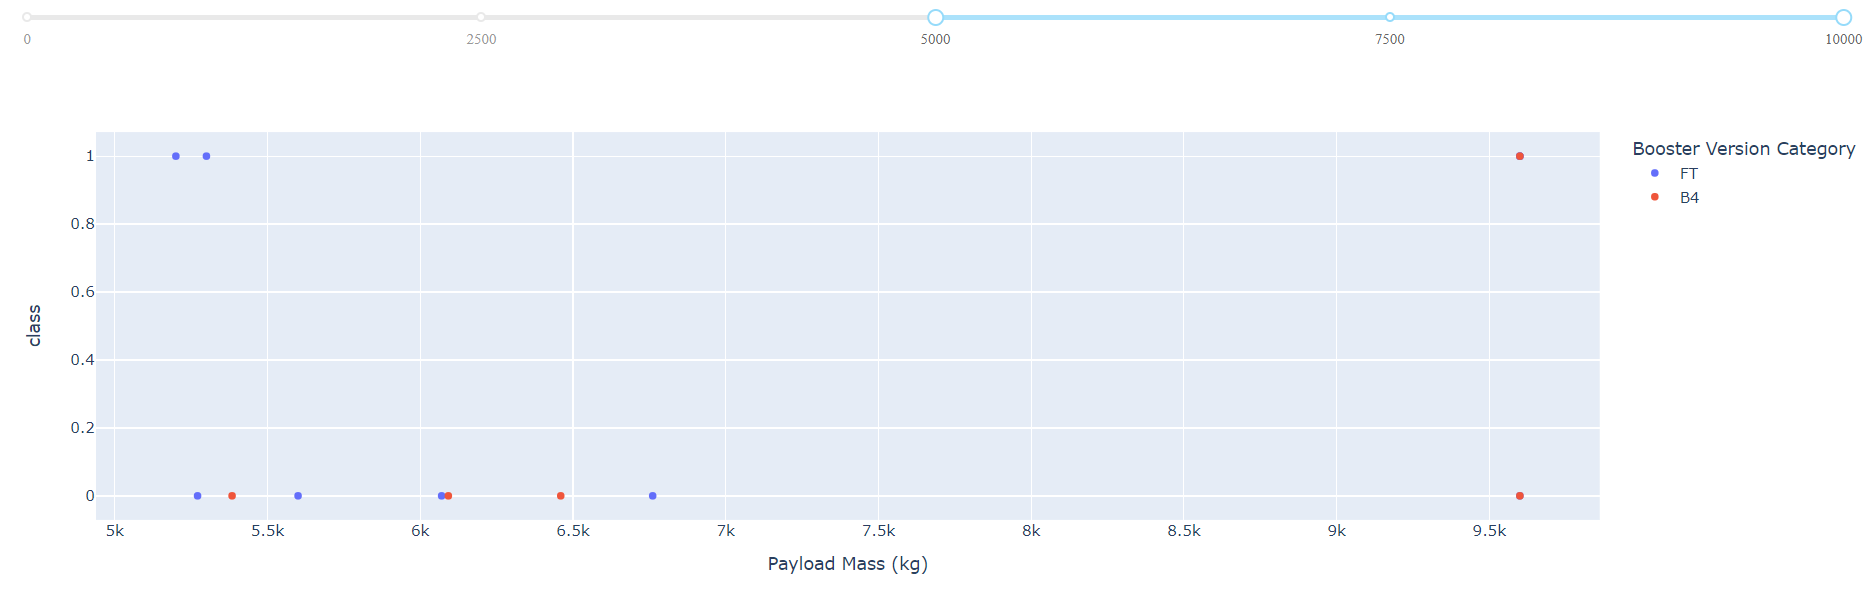 0 2500 5000 7500 10000
Booster Version Category
FT
B4
1
0.8
0.6
0.4
0.2
0
class
5k 5.5k 6k 6.5k 7k 7.5k 8k 8.5k 9k 9.5k
Payload Mass (kg)